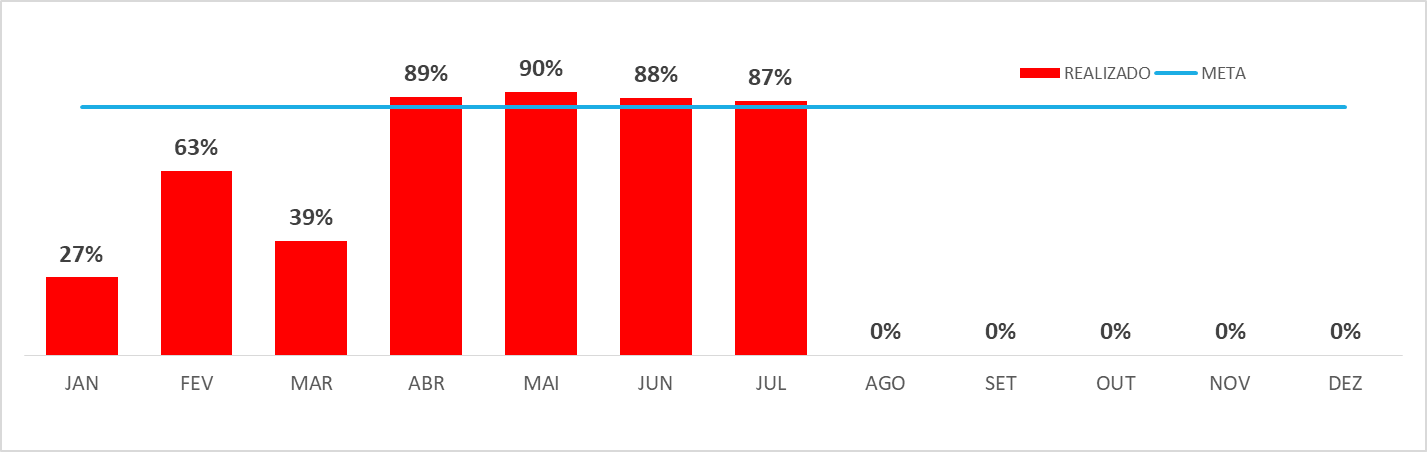 90%
89%
88%
87%
REALIZADO META
63%
39%
27%
0% 0% 0% 0% 0%
JAN FEV MAR ABR MAI JUN JUL AGO SET OUT NOV DEZ